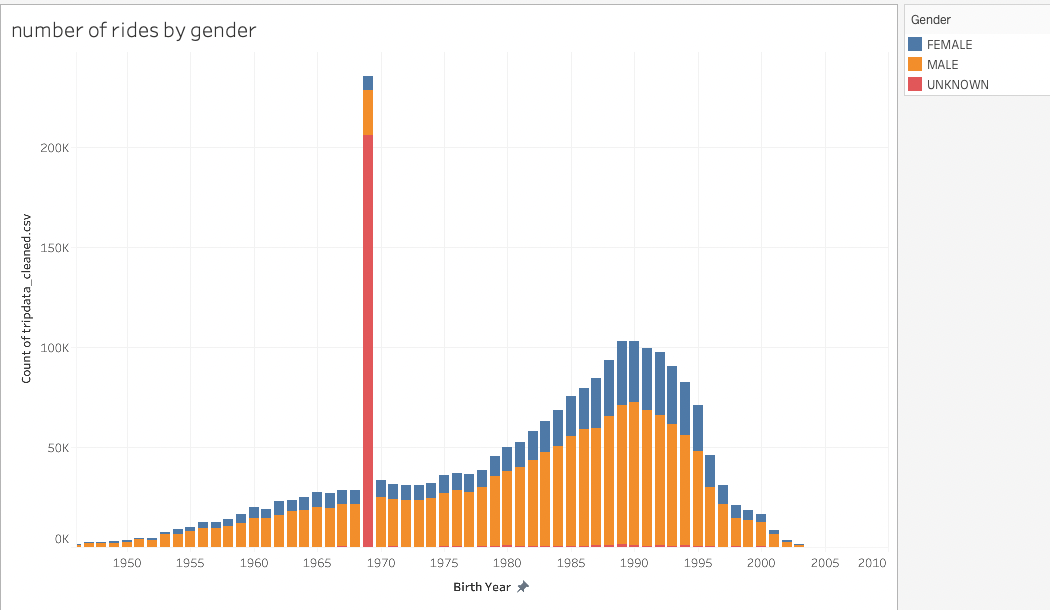 number of rides by gender
Gender
FEMALE
MALE
UNKNOWN
Count of tripdata_cleaned.csv
200K
150K
100K
50K
0K
1950 1955 1960 1965 1970 1975 1980 1985 1990 1995 2000 2005 2010
Birth Year